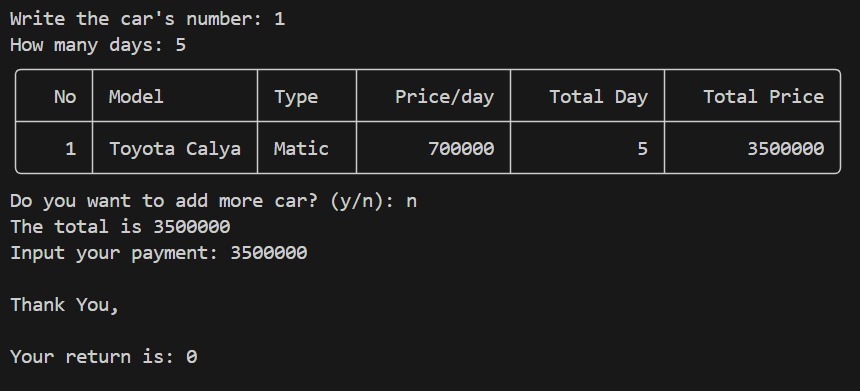 Write the car's number: 1
How many days: 5
No Model Type Price/day Total Day Total Price
1 Toyota Calya Matic 700000 5 3500000
Do you want to add more car? (y/n): n
The total is 3500000
Input your payment: 3500000
Thank You,
Your return is: 0